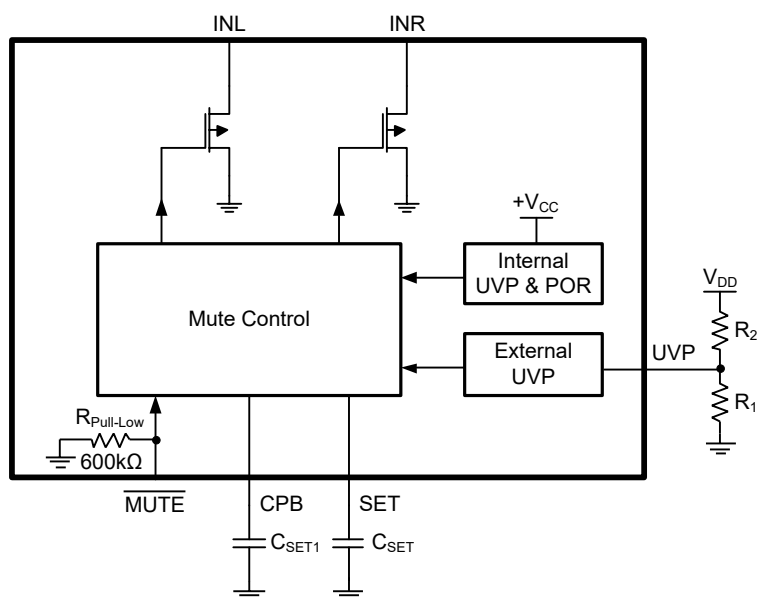 INL
INR
+VCC
Internal
UVP & POR
Mute Control
External
UVP
UVP
VDD
R2
R1
RPull-Low
600kΩ
MUTE
CPB
SET
CSET1
CSET